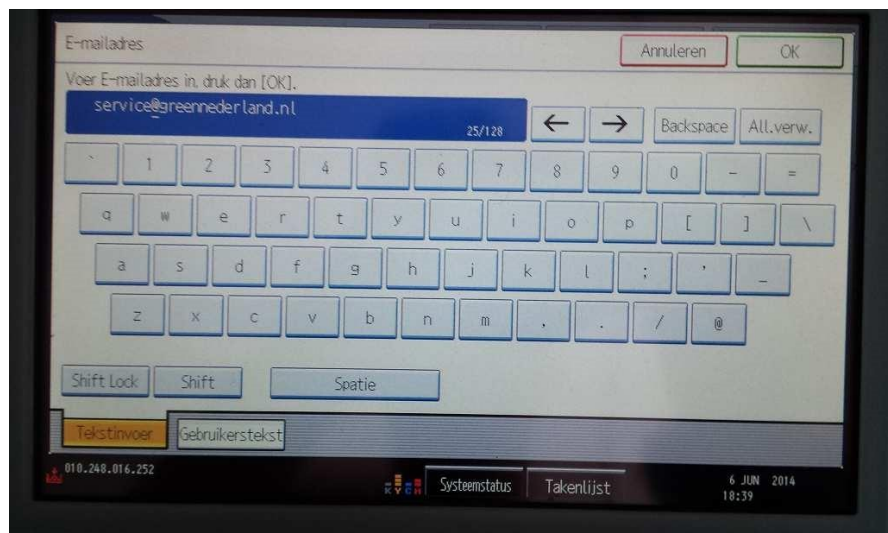 E-mailadres
Annuleren
OK
Voer E-mailadres in, druk dan [OK].
service@greennederland.nl
25/128
← → Backspace All.verw.
` 1 2 3 4 5 6 7 8 9 0 - =
q w e r t y u i o p [ ] \
a s d f g h j k l ; ' _
z x c v b n m , . / @
Shift Lock Shift Spatie
Tekstinvoer Gebruikerstekst
010.248.016.252
K Y C M Systeemstatus Takenlijst
6 JUN 2014
18:39